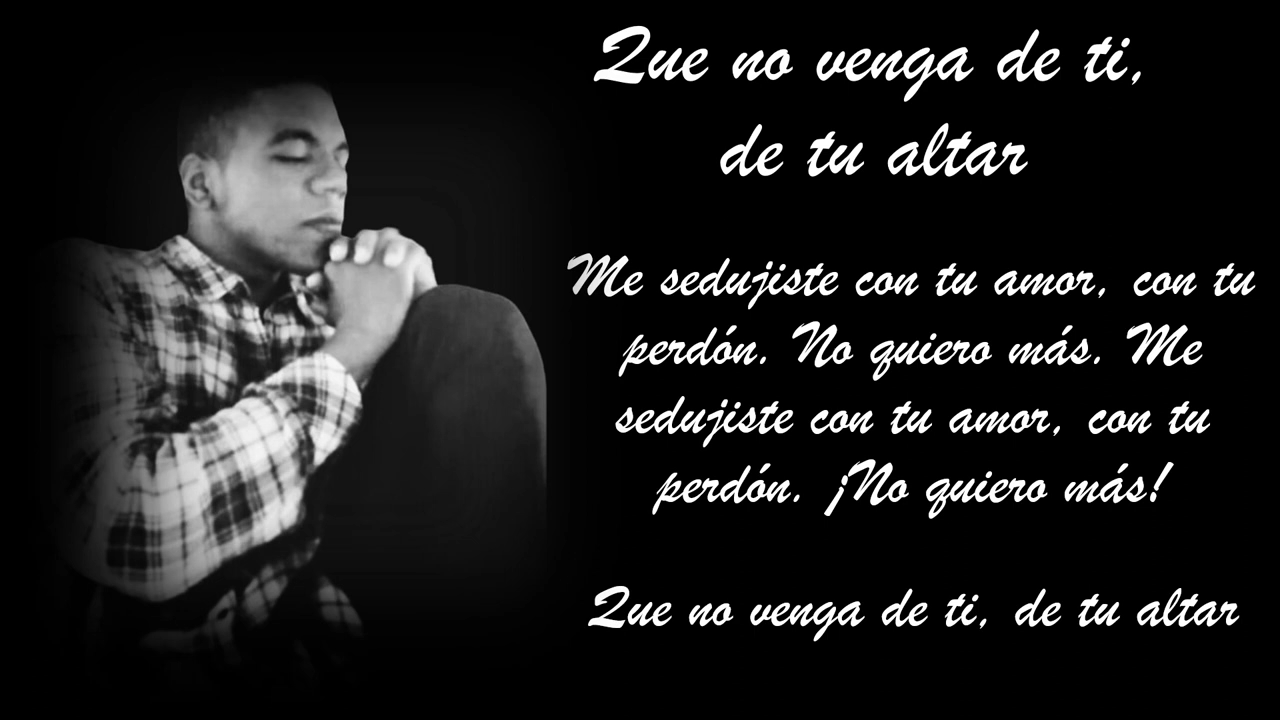 Que no venga de ti,
de tu altar
Me sedujiste con tu amor, con tu
perdón. No quiero más. Me
sedujiste con tu amor, con tu
perdón. ¡No quiero más!
Que no venga de ti, de tu altar